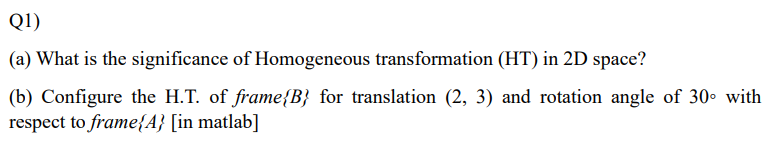 Q1)
(a) What is the significance of Homogeneous transformation (HT) in 2D space?
(b) Configure the H.T. of frame{B} for translation (2, 3) and rotation angle of 30◦ with
respect to frame{A} [in matlab]